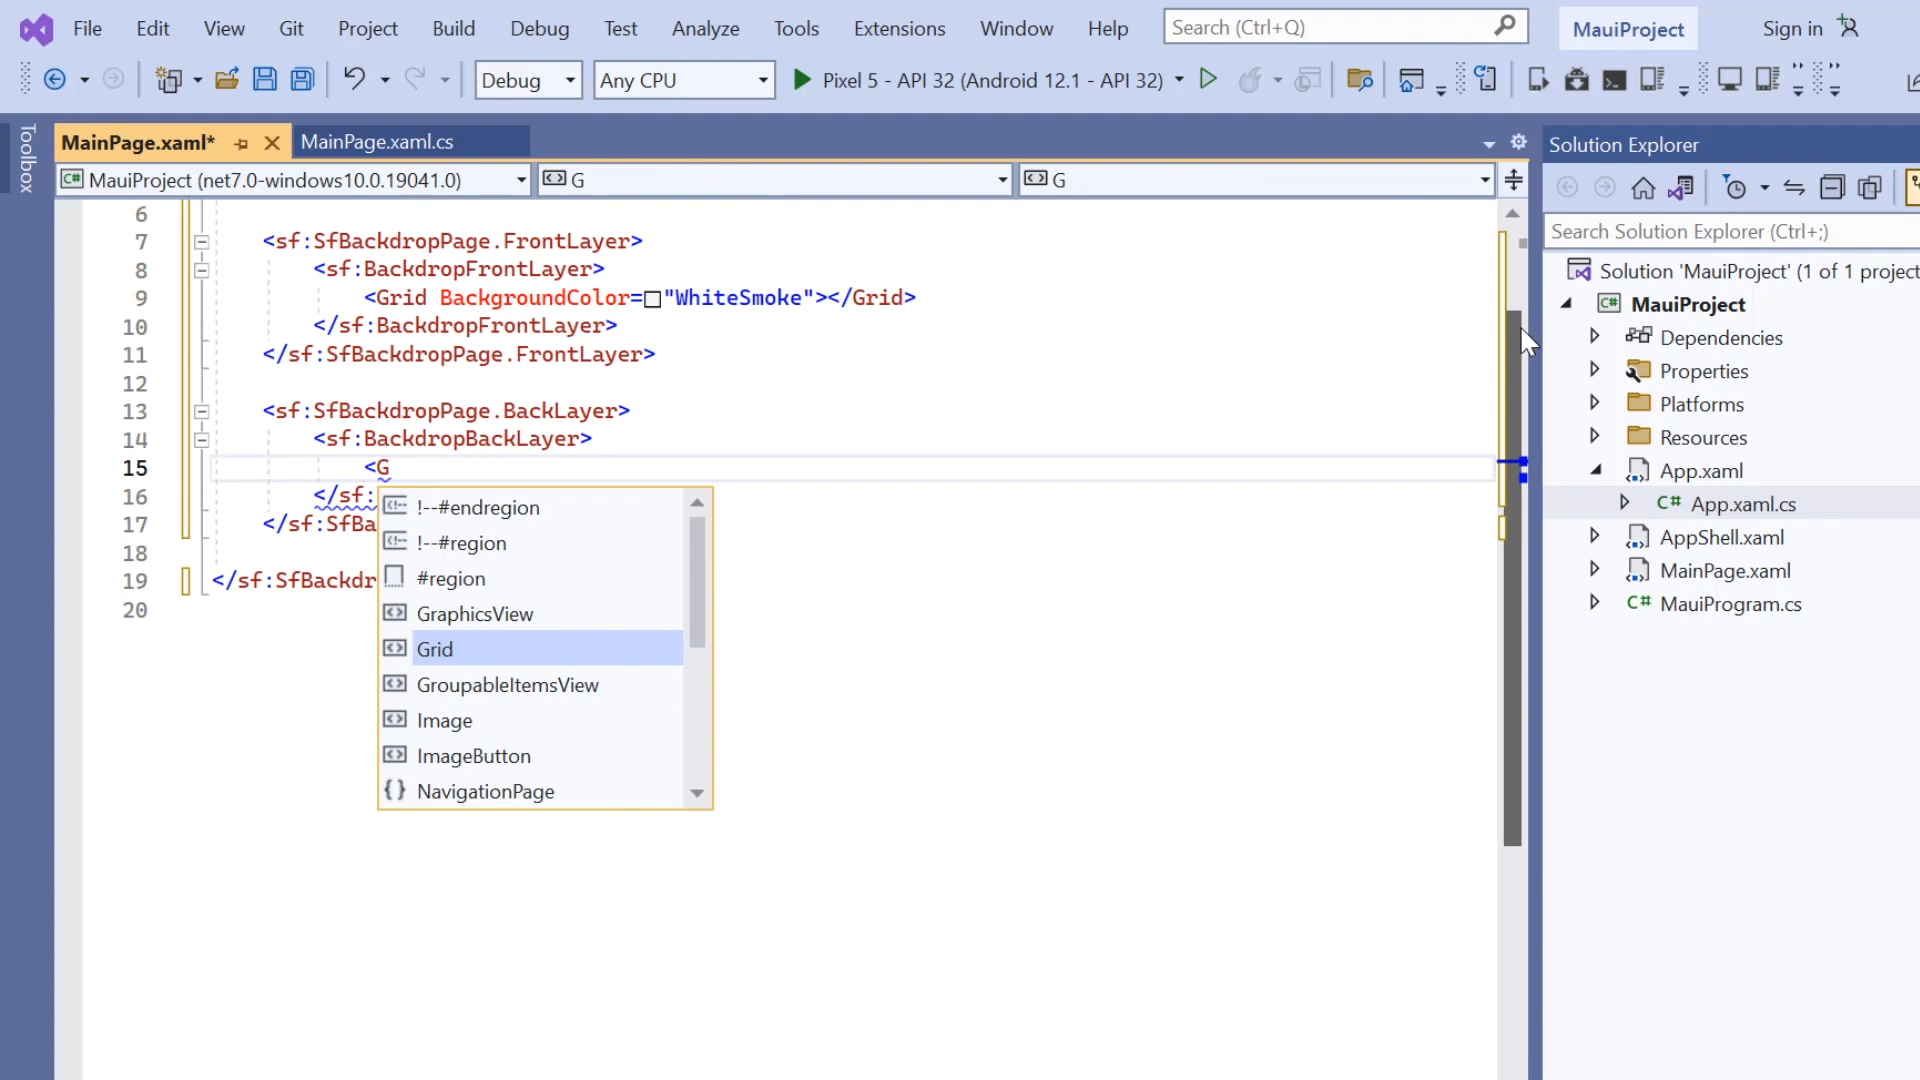 File Edit View Git Project Build Debug Test Analyze Tools Extensions Window Help Search (Ctrl+Q) MauiProject Sign in
Debug Any CPU Pixel 5 - API 32 (Android 12.1 - API 32)
Toolbox
MainPage.xaml* MainPage.xaml.cs
MauiProject (net7.0-windows10.0.19041.0) G G
6
7 <sf:SfBackdropPage.FrontLayer>
8 <sf:BackdropFrontLayer>
9 <Grid BackgroundColor="WhiteSmoke"></Grid>
10 </sf:BackdropFrontLayer>
11 </sf:SfBackdropPage.FrontLayer>
12
13 <sf:SfBackdropPage.BackLayer>
14 <sf:BackdropBackLayer>
15 <G
16 </sf:
17 </sf:SfBa
18
19 </sf:SfBackdr
20
!--#endregion
!--#region
#region
GraphicsView
Grid
GroupableItemsView
Image
ImageButton
NavigationPage
Solution Explorer
Search Solution Explorer (Ctrl+;)
Solution 'MauiProject' (1 of 1 project
C# MauiProject
Dependencies
Properties
Platforms
Resources
App.xaml
C# App.xaml.cs
AppShell.xaml
MainPage.xaml
C# MauiProgram.cs